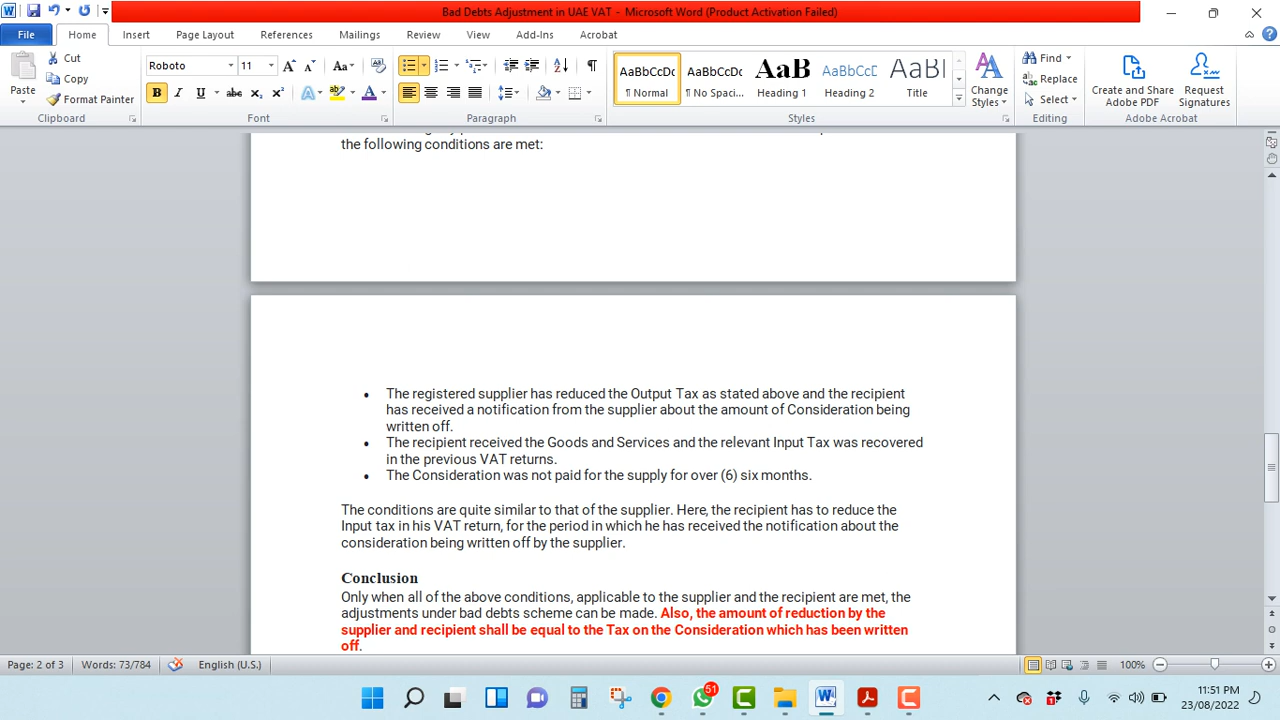 Bad Debts Adjustment in UAE VAT - Microsoft Word (Product Activation Failed)
File Home Insert Page Layout References Mailings Review View Add-Ins Acrobat
Paste
Cut
Copy
Format Painter
Clipboard
Roboto 11
Font
Paragraph
AaBbCcDc AaBbCcDc AaB AaBbCcD AaBl
¶ Normal ¶ No Spaci... Heading 1 Heading 2 Title
Change Styles
Styles
Find
Replace
Select
Editing
Create and Share Adobe PDF
Request Signatures
Adobe Acrobat
the following conditions are met:
• The registered supplier has reduced the Output Tax as stated above and the recipient
has received a notification from the supplier about the amount of Consideration being
written off.
• The recipient received the Goods and Services and the relevant Input Tax was recovered
in the previous VAT returns.
• The Consideration was not paid for the supply for over (6) six months.
The conditions are quite similar to that of the supplier. Here, the recipient has to reduce the
Input tax in his VAT return, for the period in which he has received the notification about the
consideration being written off by the supplier.
Conclusion
Only when all of the above conditions, applicable to the supplier and the recipient are met, the
adjustments under bad debts scheme can be made. Also, the amount of reduction by the
supplier and recipient shall be equal to the Tax on the Consideration which has been written
off.
Page: 2 of 3 Words: 73/784 English (U.S.) 100%
51
11:51 PM
23/08/2022